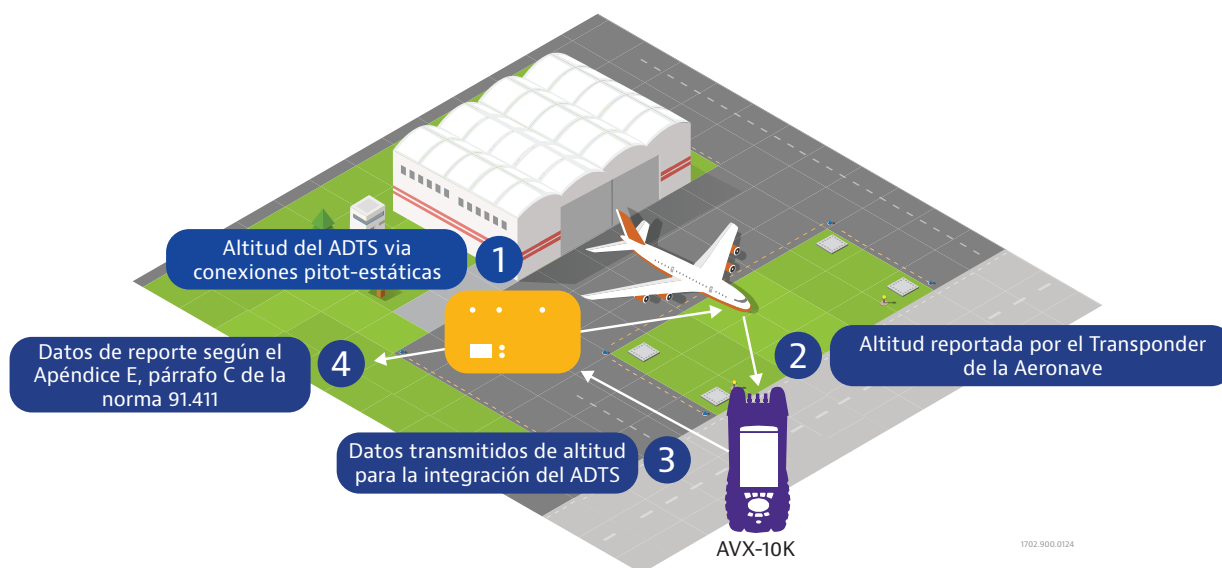 Altitud del ADTS via
conexiones pitot-estáticas
1
2
Altitud reportada por el Transponder
de la Aeronave
Datos de reporte según el
Apéndice E, párrafo C de la
norma 91.411
4
Datos transmitidos de altitud
para la integración del ADTS
3
AVX-10K
1702.900.0124